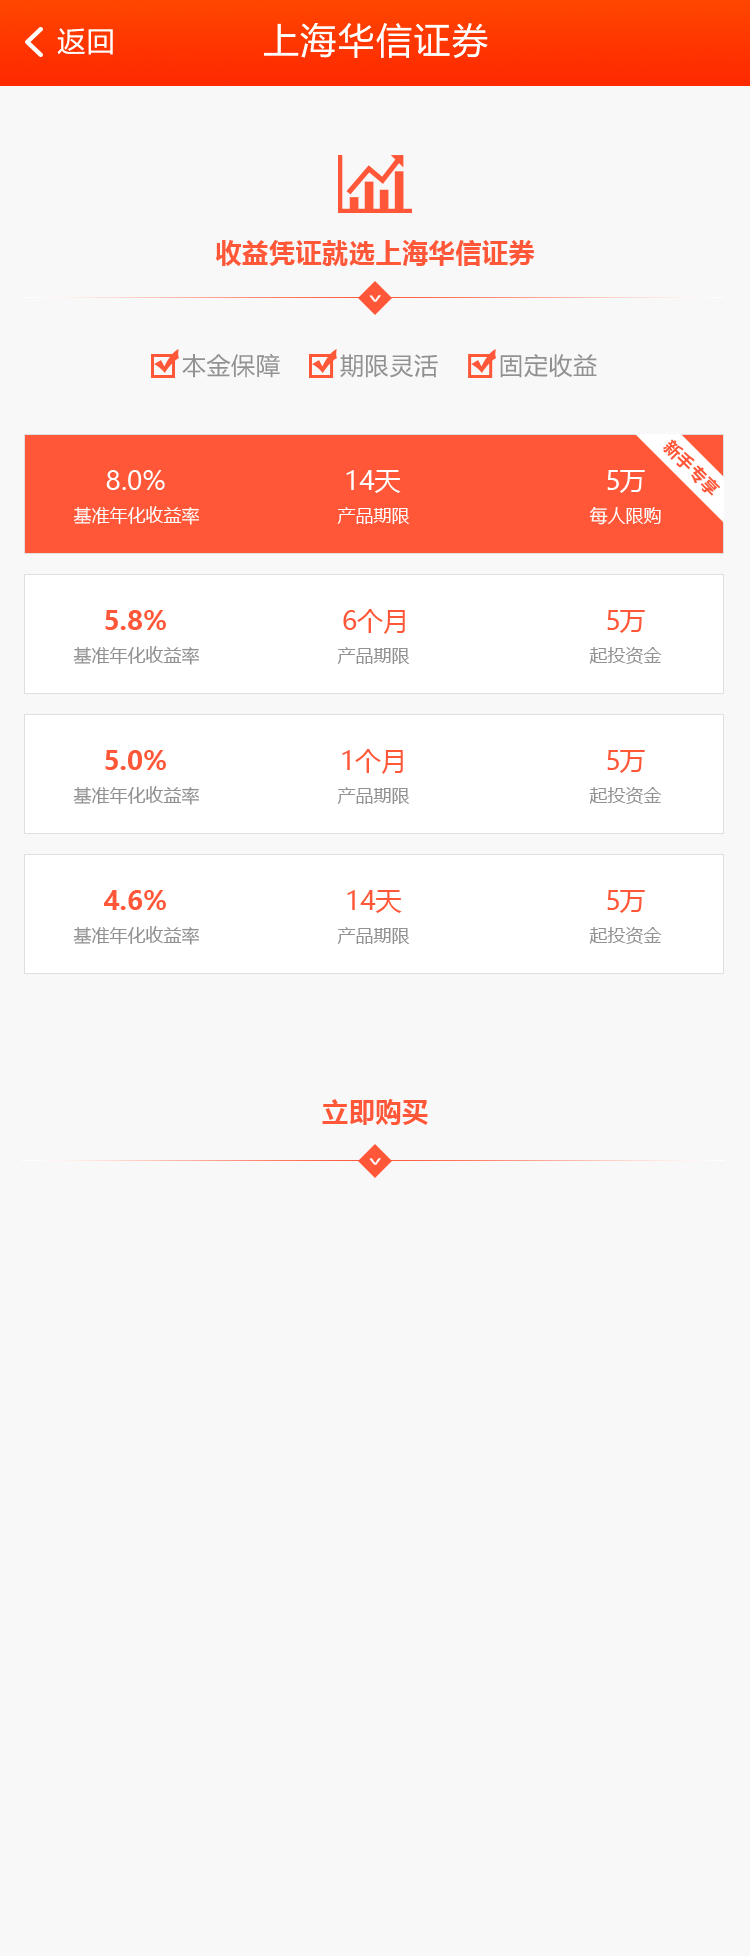 返回
上海华信证券
收益凭证就选上海华信证券
本金保障 期限灵活 固定收益
新手专享
8.0% 14天 5万
基准年化收益率 产品期限 每人限购
5.8% 6个月 5万
基准年化收益率 产品期限 起投资金
5.0% 1个月 5万
基准年化收益率 产品期限 起投资金
4.6% 14天 5万
基准年化收益率 产品期限 起投资金
立即购买